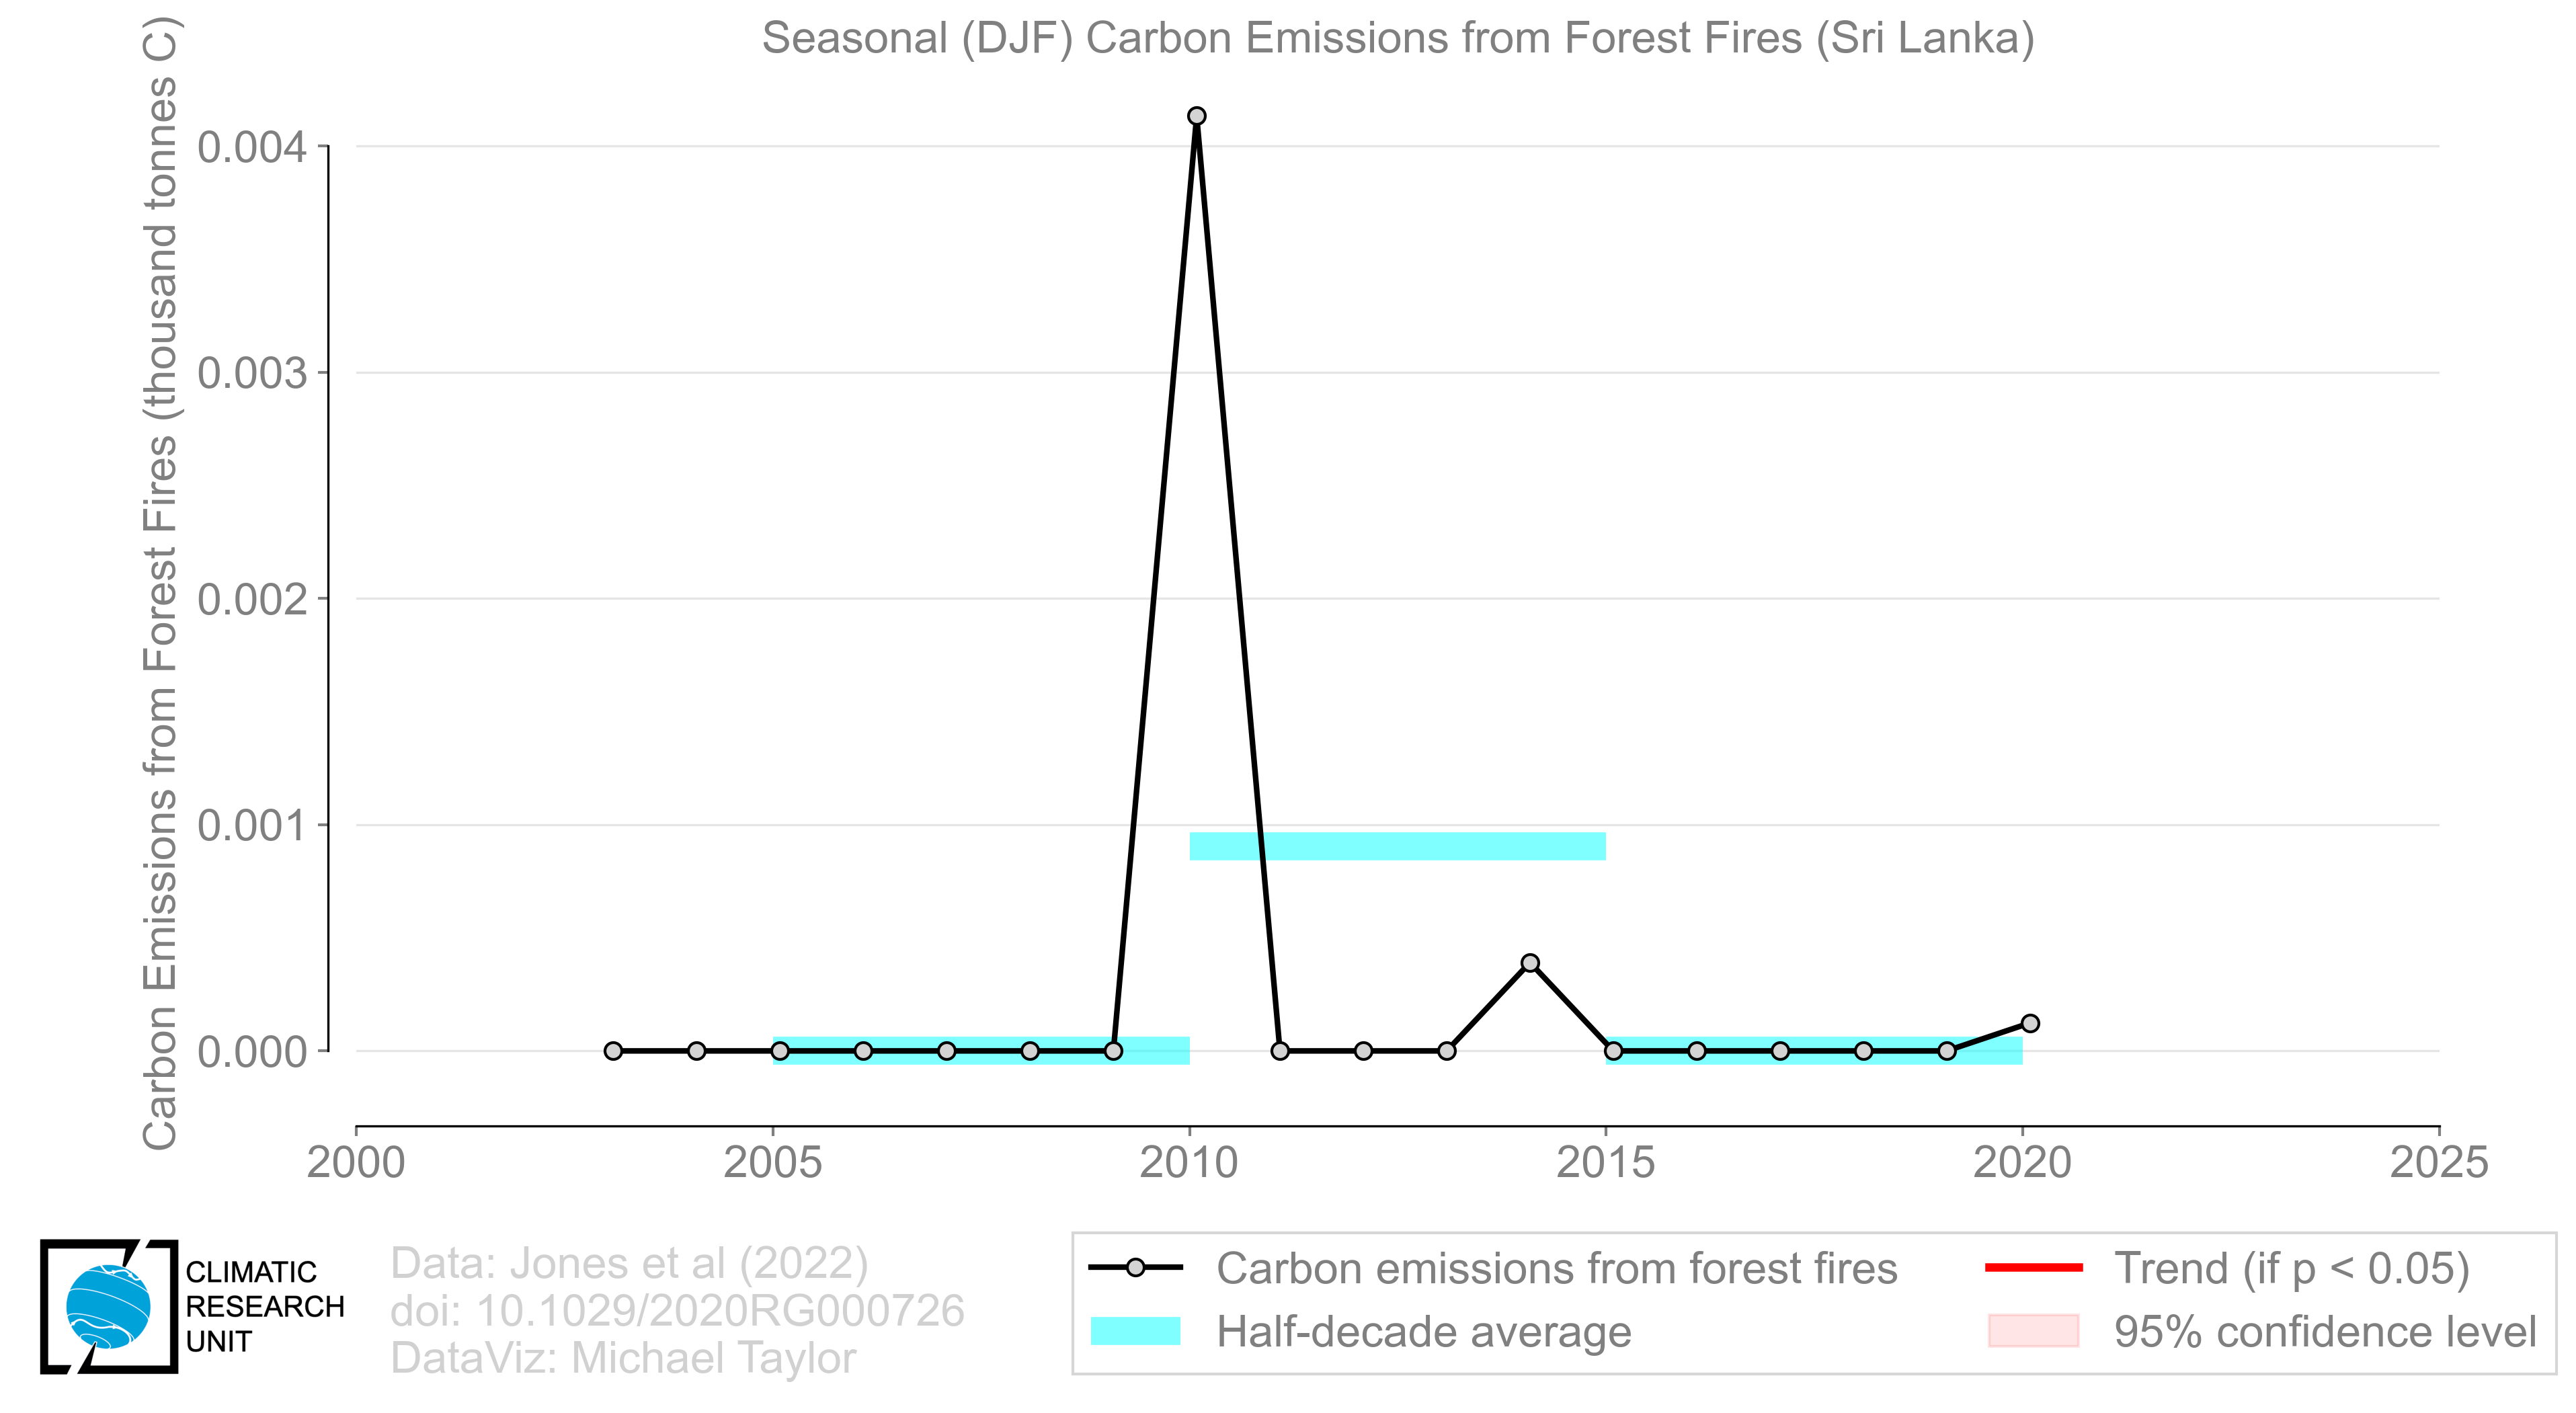 Seasonal (DJF) Carbon Emissions from Forest Fires (Sri Lanka)
Carbon Emissions from Forest Fires (thousand tonnes C)
0.004
0.003
0.002
0.001
0.000
2000 2005 2010 2015 2020 2025
CLIMATIC
RESEARCH
UNIT
Data: Jones et al (2022)
doi: 10.1029/2020RG000726
DataViz: Michael Taylor
Carbon emissions from forest fires
Half-decade average
Trend (if p < 0.05)
95% confidence level